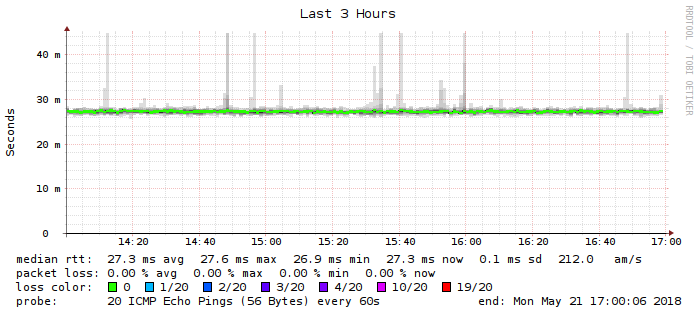 Last 3 Hours
RRDTOOL / TOBI OETIKER
Seconds
40 m
30 m
20 m
10 m
0
14:20 14:40 15:00 15:20 15:40 16:00 16:20 16:40 17:00
median rtt: 27.3 ms avg 27.6 ms max 26.9 ms min 27.3 ms now 0.1 ms sd 212.0 am/s
packet loss: 0.00 % avg 0.00 % max 0.00 % min 0.00 % now
loss color: 0 1/20 2/20 3/20 4/20 10/20 19/20
probe: 20 ICMP Echo Pings (56 Bytes) every 60s end: Mon May 21 17:00:06 2018